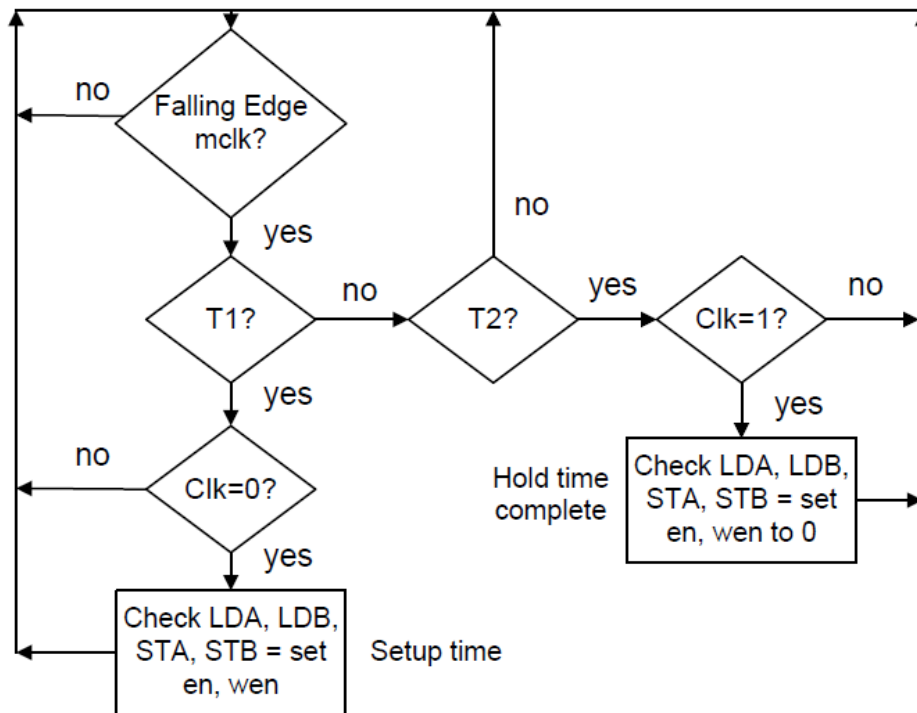 no
Falling Edge
mclk?
yes
no
T1?
no
T2?
yes
Clk=1?
no
yes
yes
no
Clk=0?
Hold time
complete
Check LDA, LDB,
STA, STB = set
en, wen to 0
yes
Check LDA, LDB,
STA, STB = set
en, wen
Setup time